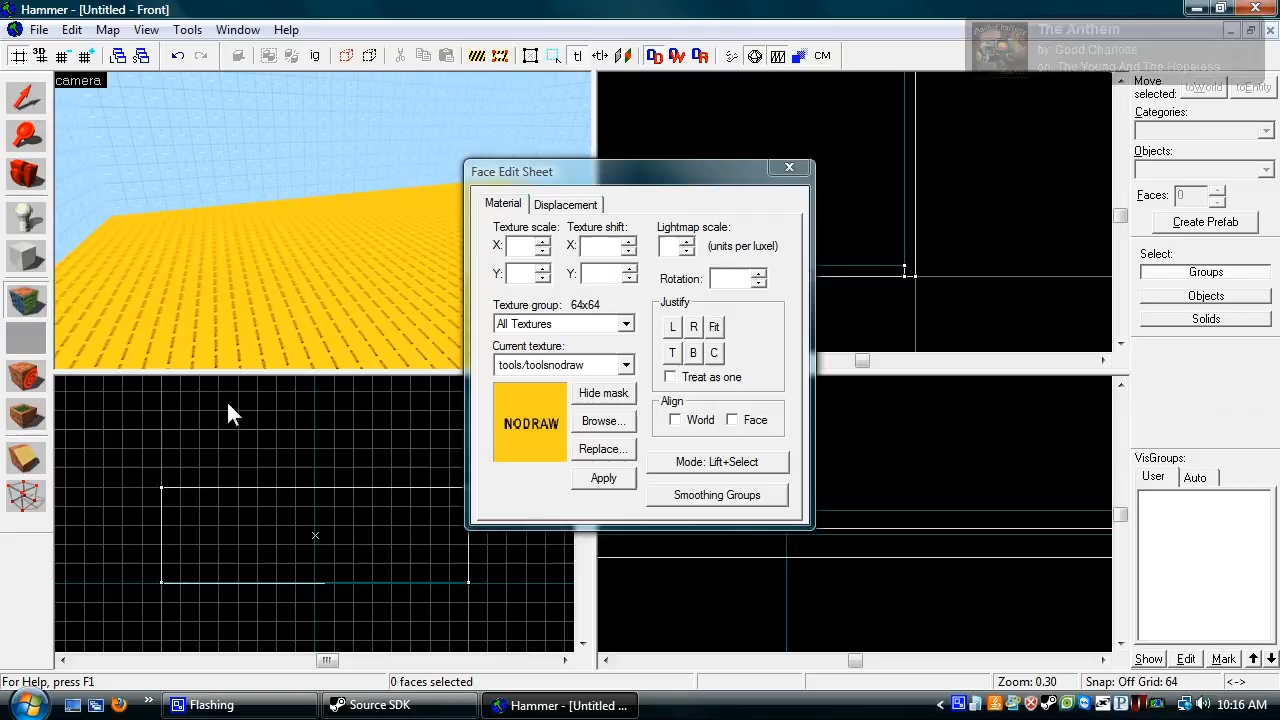 Hammer - [Untitled - Front]
File Edit Map View Tools Window Help
The Anthem
by Good Charlotte
on The Young And The Hopeless
camera
Move selected:
toWorld toEntity
Categories:
Objects:
Faces: 0
Create Prefab
Select:
Groups
Objects
Solids
VisGroups:
User Auto
Show Edit Mark
Face Edit Sheet
Material Displacement
Texture scale: Texture shift: Lightmap scale:
X: X: (units per luxel)
Y: Y: Rotation:
Texture group: 64x64
All Textures
Current texture:
tools/toolsnodraw
NODRAW
Hide mask
Browse...
Replace...
Apply
Justify
L R Fit
T B C
Treat as one
Align
World Face
Mode: Lift+Select
Smoothing Groups
For Help, press F1 0 faces selected Zoom: 0.30 Snap: Off Grid: 64 <->
Flashing Source SDK Hammer - [Untitled ... 10:16 AM